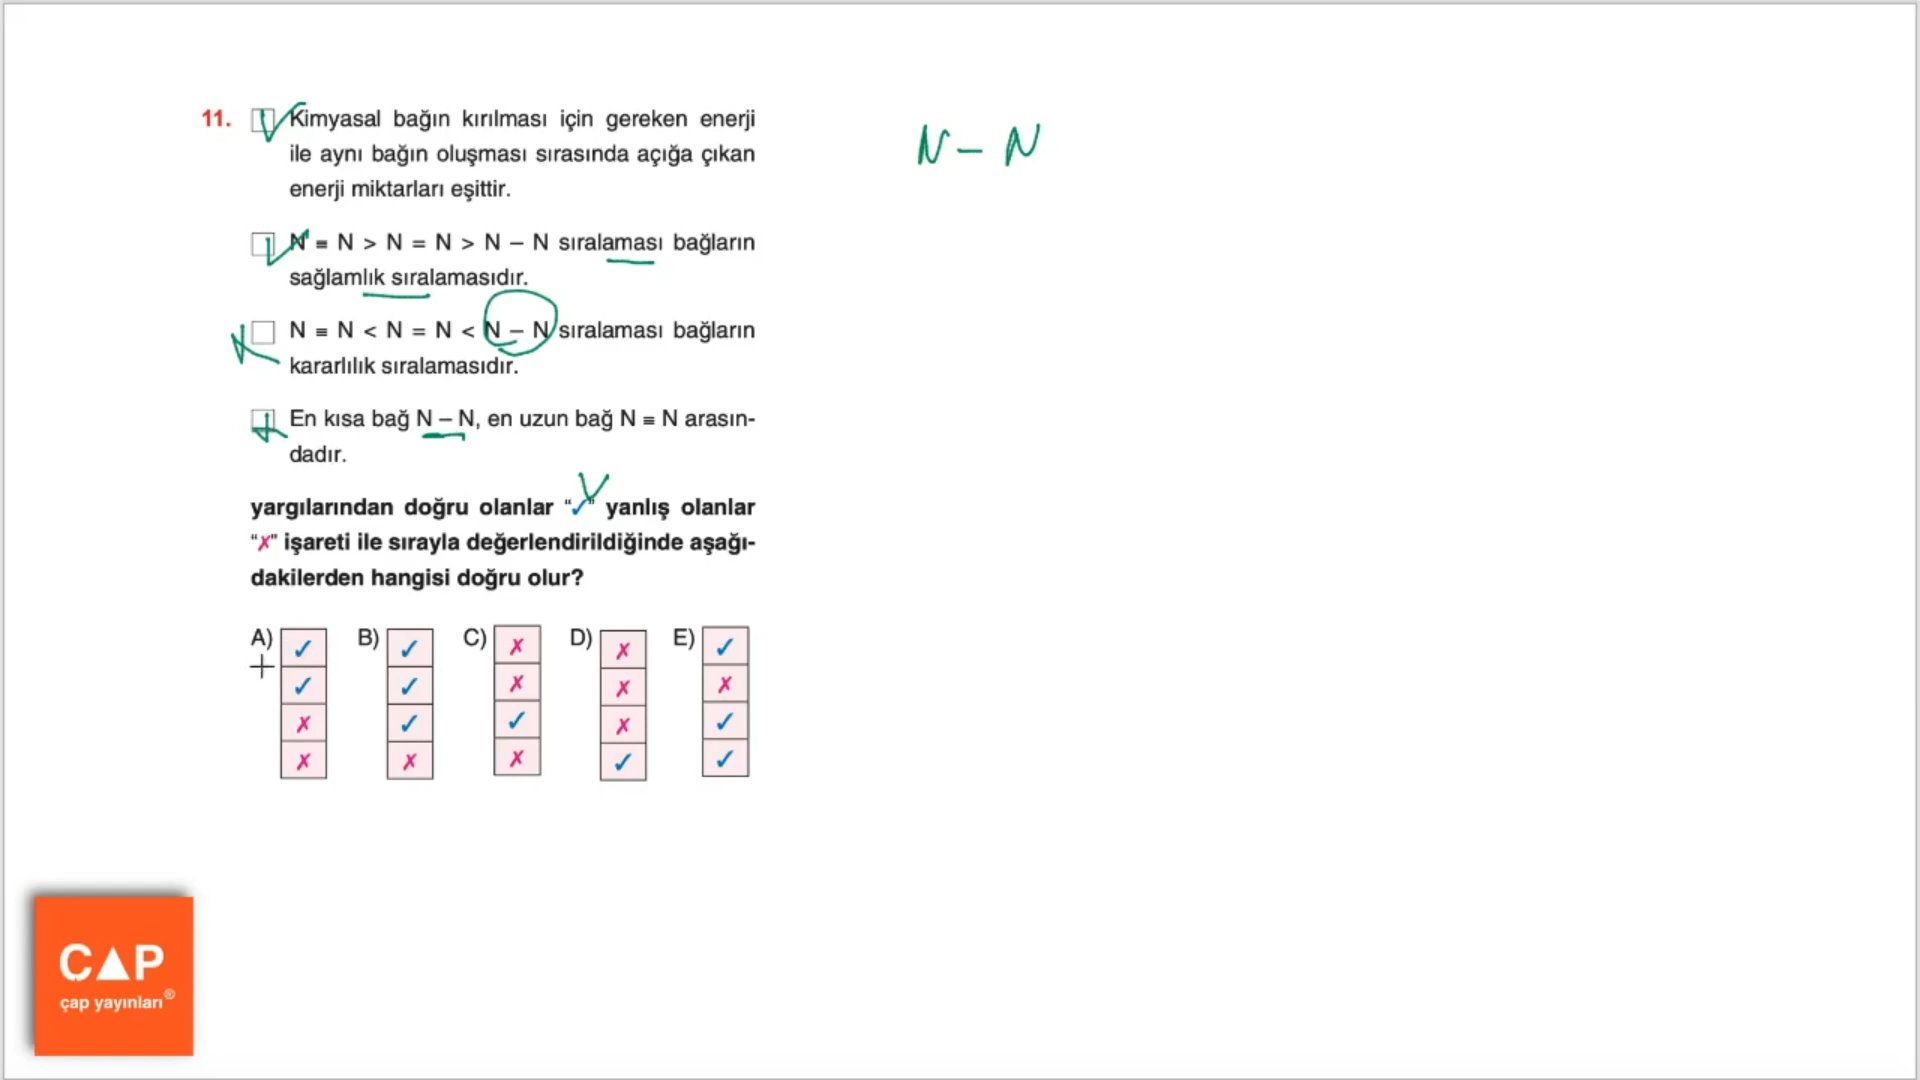 11. Kimyasal bağın kırılması için gereken enerji
ile aynı bağın oluşması sırasında açığa çıkan
enerji miktarları eşittir.
N ≡ N > N = N > N – N sıralaması bağların
sağlamlık sıralamasıdır.
N ≡ N < N = N < N – N sıralaması bağların
kararlılık sıralamasıdır.
En kısa bağ N – N, en uzun bağ N ≡ N arasın-
dadır.
yargılarından doğru olanlar “✓” yanlış olanlar
“✗” işareti ile sırayla değerlendirildiğinde aşağı-
dakilerden hangisi doğru olur?
A) B) C) D) E)
✓ ✓ ✗ ✗ ✓
✓ ✓ ✗ ✗ ✗
✗ ✓ ✓ ✗ ✓
✗ ✗ ✗ ✓ ✓
N – N
ÇAP
çap yayınları®